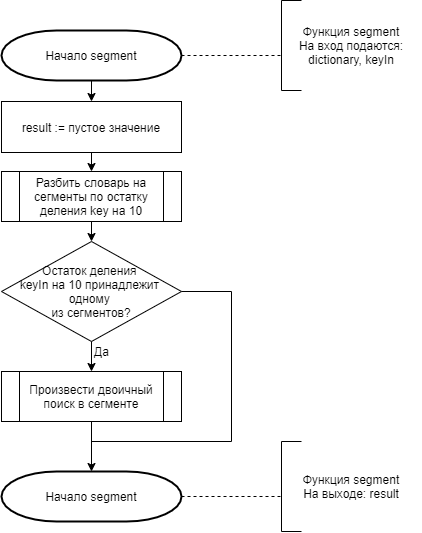 Функция segment
На вход подаются:
dictionary, keyIn
Начало segment
result := пустое значение
Разбить словарь на
сегменты по остатку
деления key на 10
Остаток деления
keyIn на 10 принадлежит
одному
из сегментов?
Да
Произвести двоичный
поиск в сегменте
Начало segment
Функция segment
На выходе: result